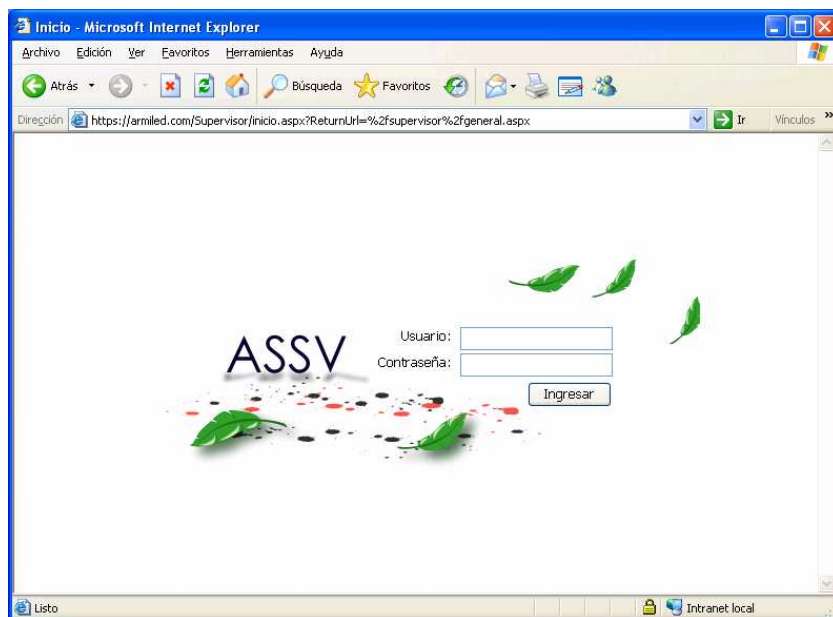 Inicio - Microsoft Internet Explorer
Archivo Edición Ver Favoritos Herramientas Ayuda
Atrás Búsqueda Favoritos
Dirección https://armiled.com/Supervisor/inicio.aspx?ReturnUrl=%2fsupervisor%2fgeneral.aspx Ir Vínculos »
Usuario:
ASSV
Contraseña:
Ingresar
Listo Intranet local